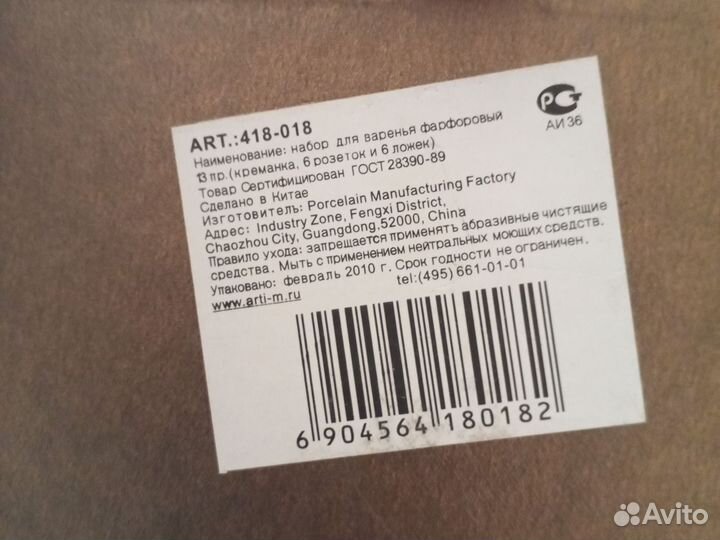 ART.:418-018
Наименование: набор для варенья фарфоровый
13 пр.(креманка, 6 розеток и 6 ложек)
Товар Сертифицирован ГОСТ 28390-89
Сделано в Китае
Изготовитель: Porcelain Manufacturing Factory
Адрес: Industry Zone, Fengxi District,
Chaozhou City, Guangdong,52000, China
Правило ухода: запрещается применять абразивные чистящие
средства. Мыть с применением нейтральных моющих средств.
Упаковано: февраль 2010 г. Срок годности не ограничен.
www.arti-m.ru tel:(495) 661-01-01
РСТ
АИ36
6 904564 180182
Avito